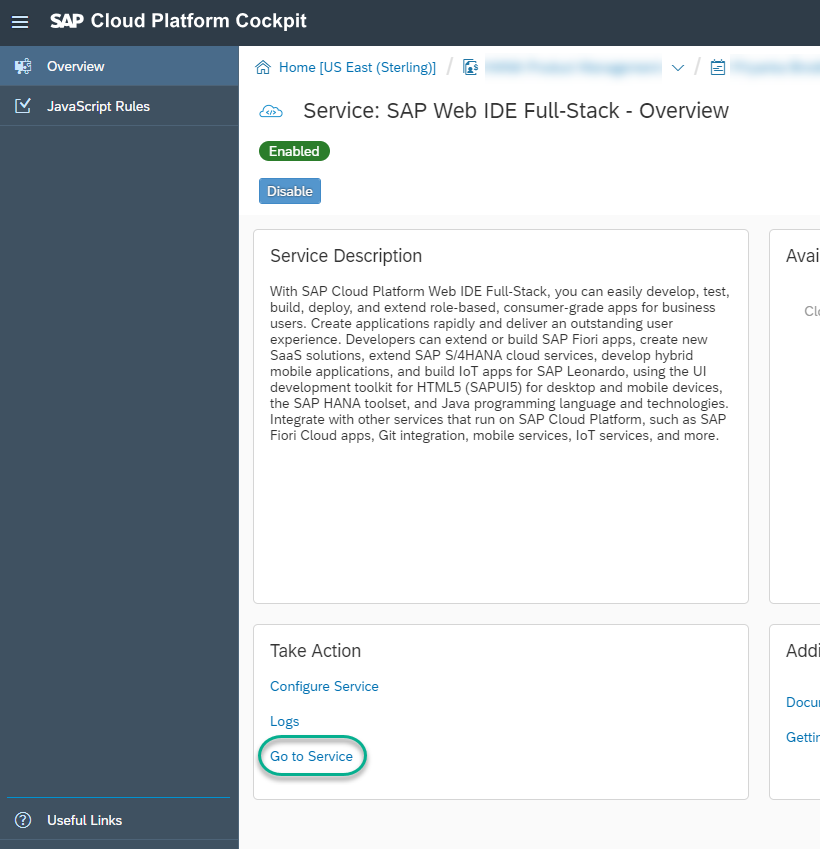 SAP Cloud Platform Cockpit
Overview
JavaScript Rules
Home [US East (Sterling)] / /
Service: SAP Web IDE Full-Stack - Overview
Enabled
Disable
Service Description
With SAP Cloud Platform Web IDE Full-Stack, you can easily develop, test,
build, deploy, and extend role-based, consumer-grade apps for business
users. Create applications rapidly and deliver an outstanding user
experience. Developers can extend or build SAP Fiori apps, create new
SaaS solutions, extend SAP S/4HANA cloud services, develop hybrid
mobile applications, and build IoT apps for SAP Leonardo, using the UI
development toolkit for HTML5 (SAPUI5) for desktop and mobile devices,
the SAP HANA toolset, and Java programming language and technologies.
Integrate with other services that run on SAP Cloud Platform, such as SAP
Fiori Cloud apps, Git integration, mobile services, IoT services, and more.
Avai
Clo
Take Action
Configure Service
Logs
Go to Service
Addi
Docu
Gettin
Useful Links